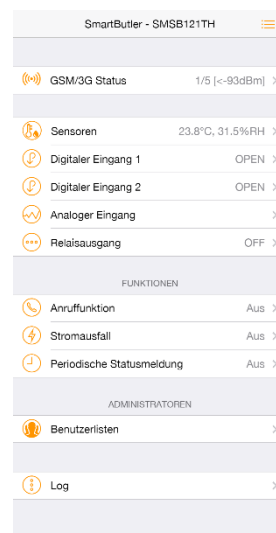 SmartButler - SMSB121TH
GSM/3G Status 1/5 [<-93dBm]
Sensoren 23.8°C, 31.5%RH
Digitaler Eingang 1 OPEN
Digitaler Eingang 2 OPEN
Analoger Eingang
Relaisausgang OFF
FUNKTIONEN
Anruffunktion Aus
Stromausfall Aus
Periodische Statusmeldung Aus
ADMINISTRATOREN
Benutzerlisten
Log